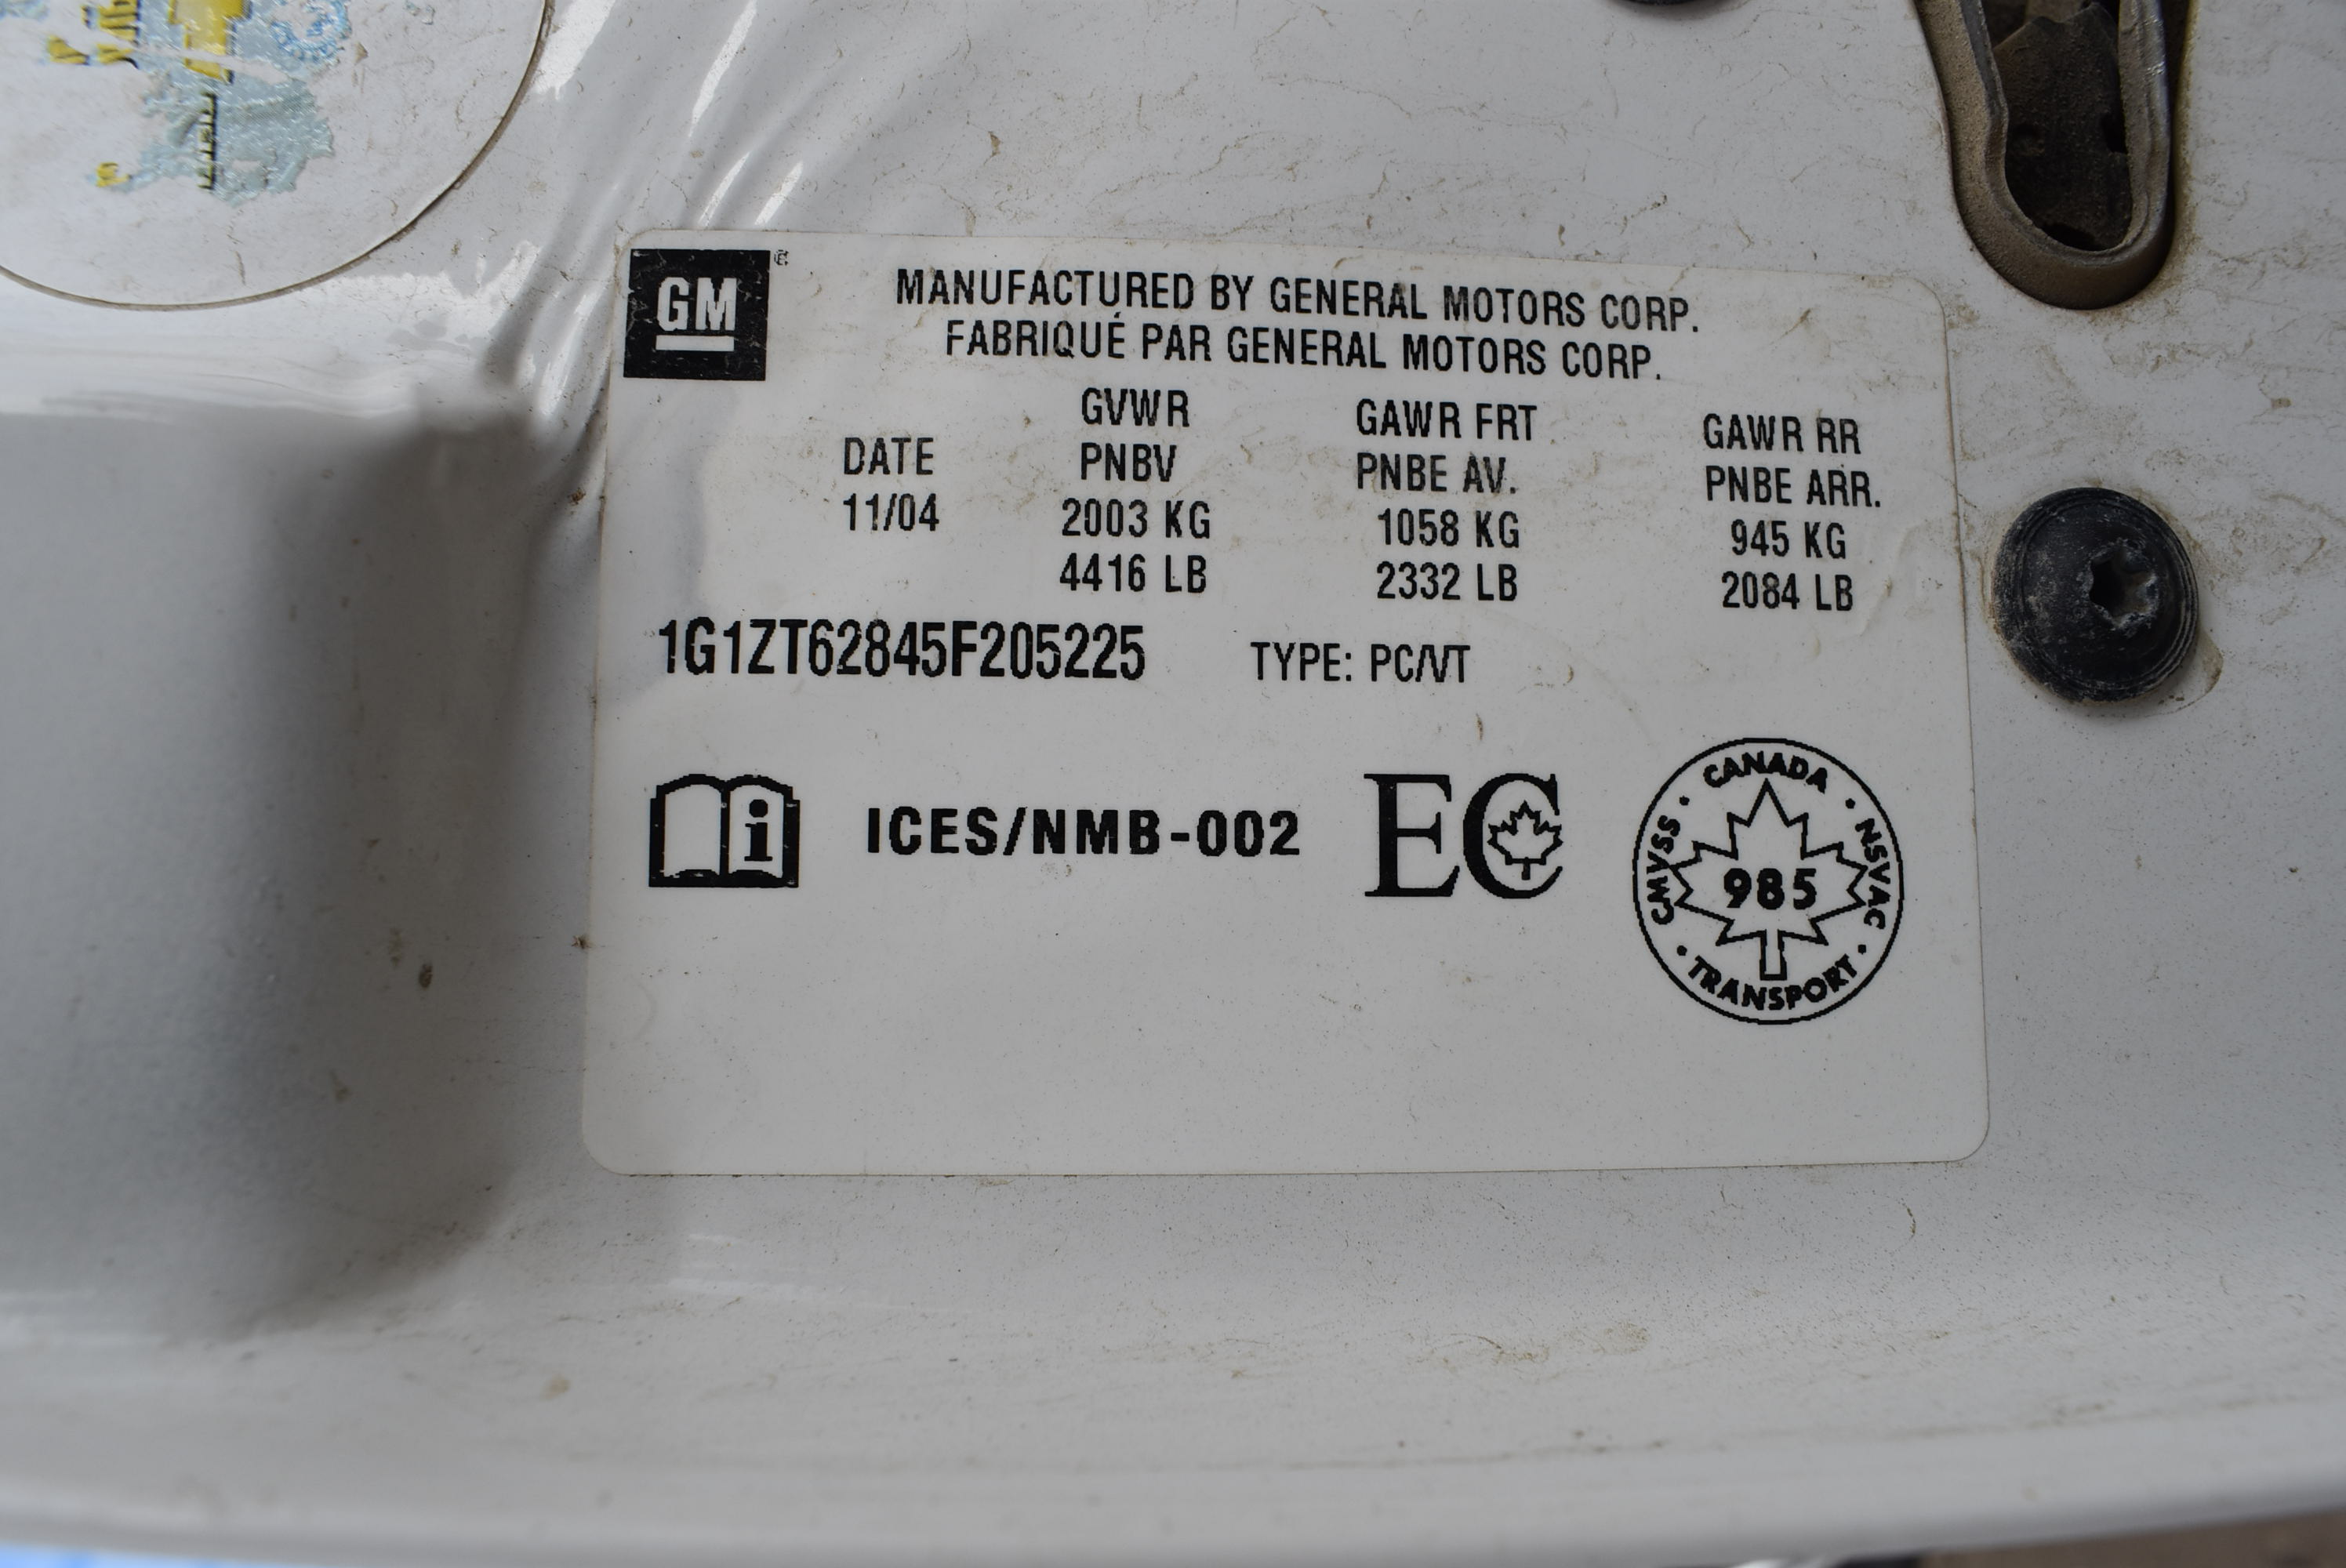 GM
MANUFACTURED BY GENERAL MOTORS CORP.
FABRIQUÉ PAR GENERAL MOTORS CORP.
GVWR GAWR FRT GAWR RR
DATE PNBV PNBE AV. PNBE ARR.
11/04 2003 KG 1058 KG 945 KG
4416 LB 2332 LB 2084 LB
1G1ZT62845F205225 TYPE: PC/VT
i ICES/NMB-002 EC
CANADA · NSVAC · TRANSPORT · CMVSS ·
985